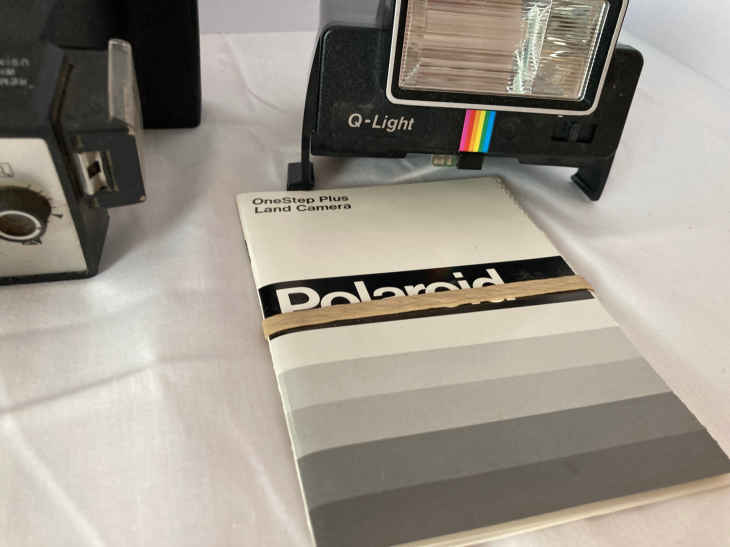 Q-Light
OneStep Plus
Land Camera
Polaroid